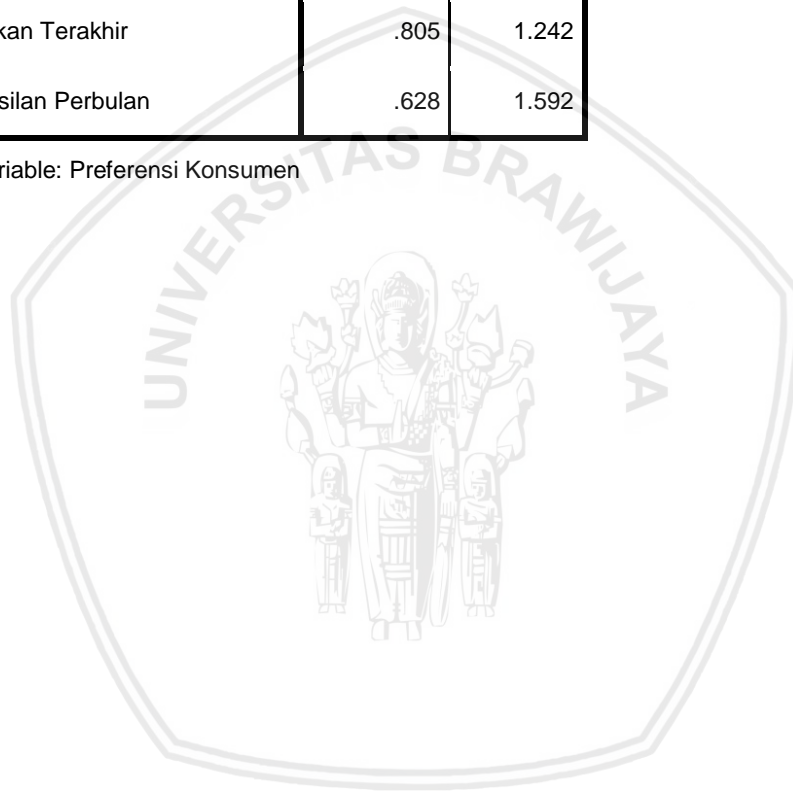 kan Terakhir .805 1.242
silan Perbulan .628 1.592
riable: Preferensi Konsumen
UNIVERSITAS BRAWIJAYA